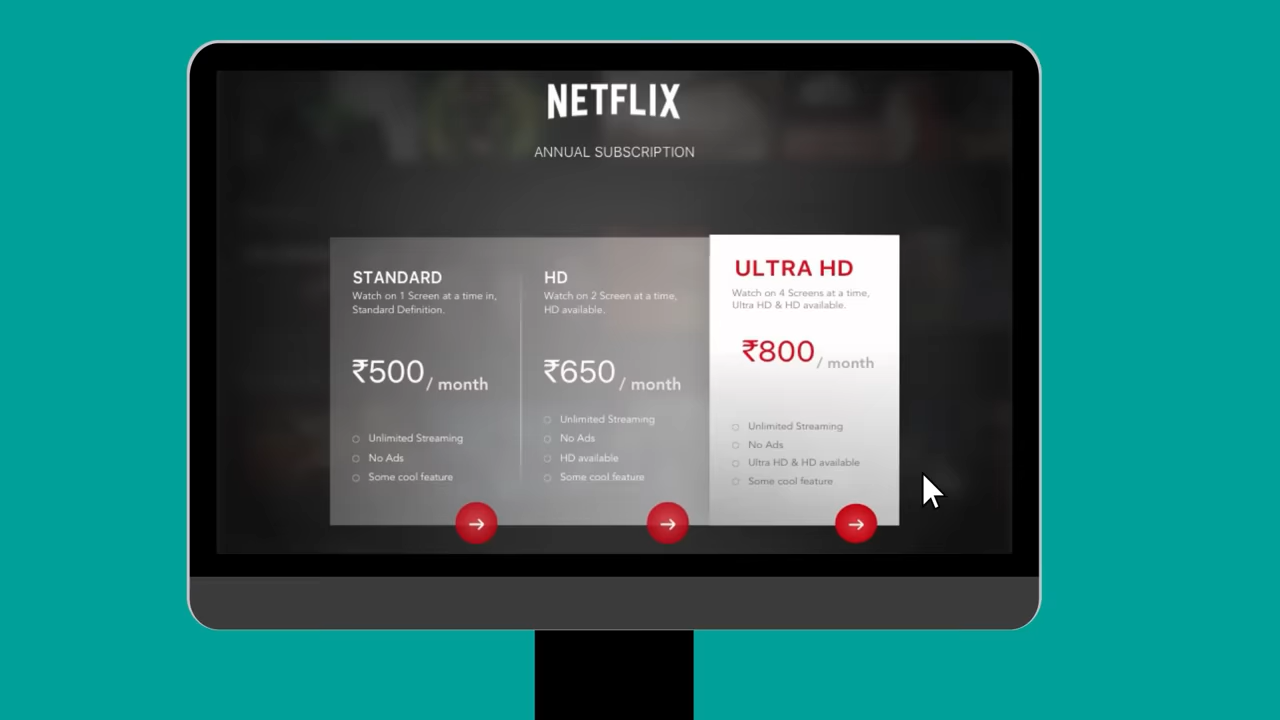 NETFLIX
ANNUAL SUBSCRIPTION
STANDARD
Watch on 1 Screen at a time in,
Standard Definition.
₹500/ month
Unlimited Streaming
No Ads
Some cool feature
HD
Watch on 2 Screen at a time,
HD available.
₹650/ month
Unlimited Streaming
No Ads
HD available
Some cool feature
ULTRA HD
Watch on 4 Screens at a time,
Ultra HD & HD available.
₹800/ month
Unlimited Streaming
No Ads
Ultra HD & HD available
Some cool feature